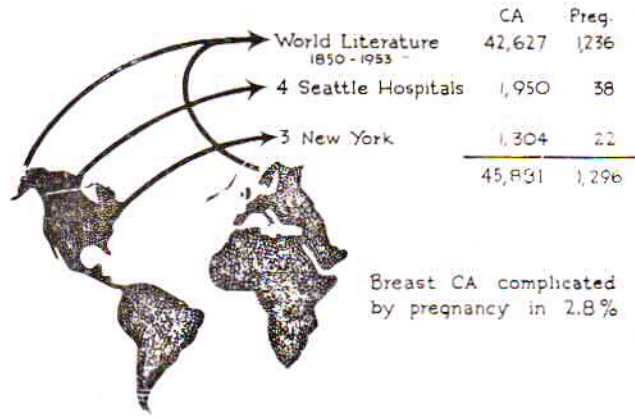 CA Preg.
World Literature 42,627 1,236
1850-1953
4 Seattle Hospitals 1,950 38
3 New York 1,304 22
45,881 1,296
Breast CA complicated
by pregnancy in 2.8%